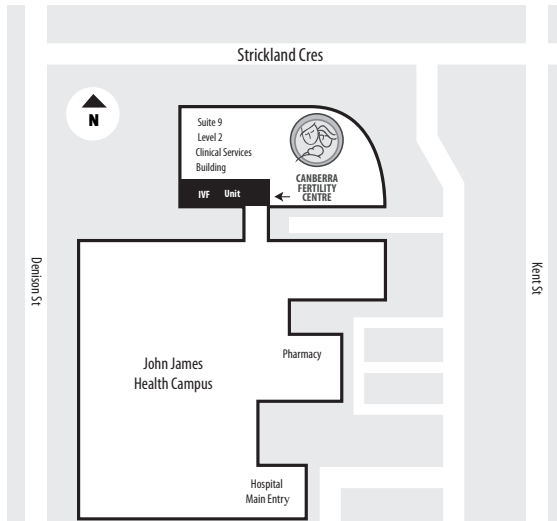 Strickland Cres
N
Suite 9
Level 2
Clinical Services
Building
CANBERRA
FERTILITY
CENTRE
IVF Unit
Denison St
Kent St
John James
Health Campus
Pharmacy
Hospital
Main Entry